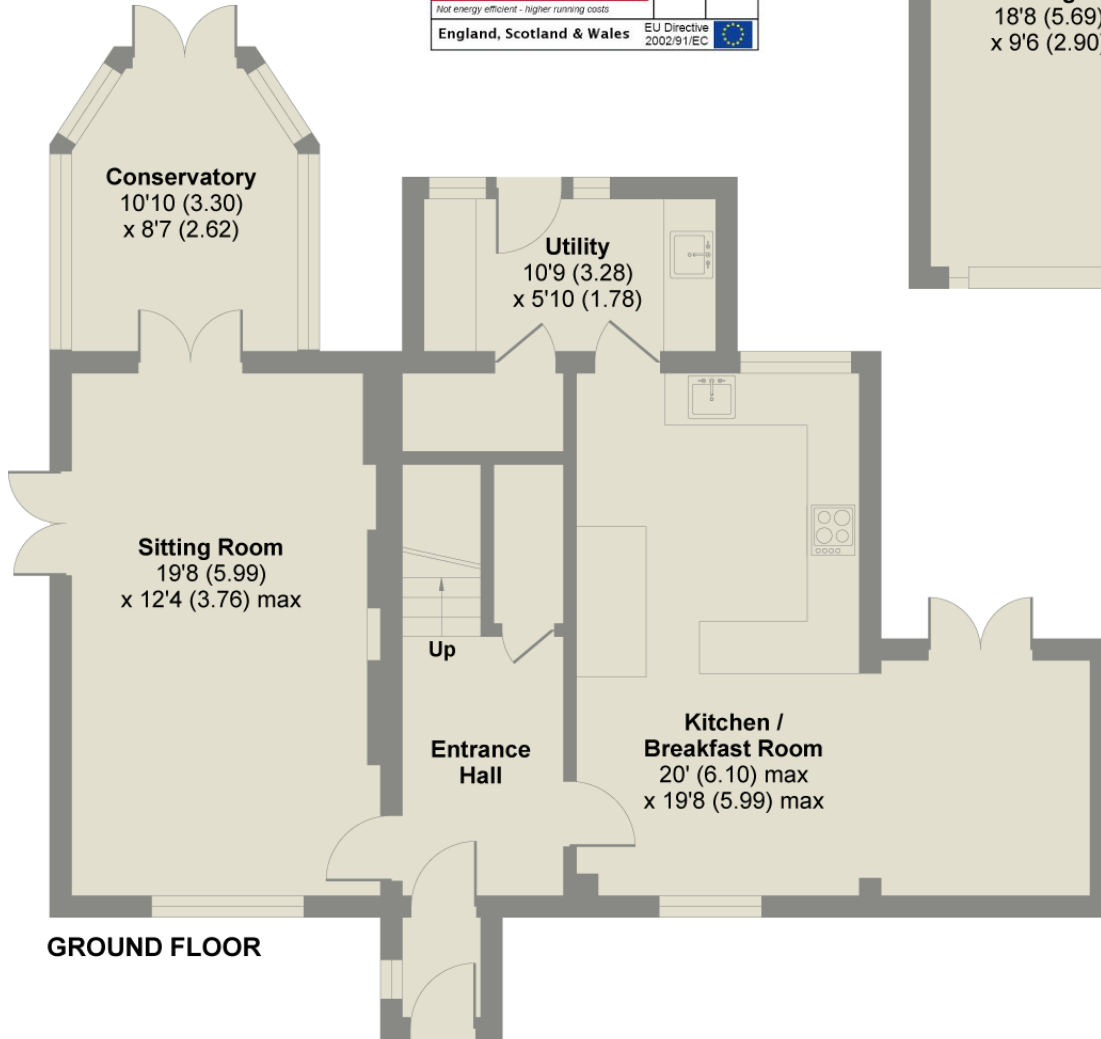 Not energy efficient - higher running costs
England, Scotland & Wales
EU Directive
2002/91/EC
18'8 (5.69)
x 9'6 (2.90)
Conservatory
10'10 (3.30)
x 8'7 (2.62)
Utility
10'9 (3.28)
x 5'10 (1.78)
Sitting Room
19'8 (5.99)
x 12'4 (3.76) max
Up
Entrance
Hall
Kitchen /
Breakfast Room
20' (6.10) max
x 19'8 (5.99) max
GROUND FLOOR